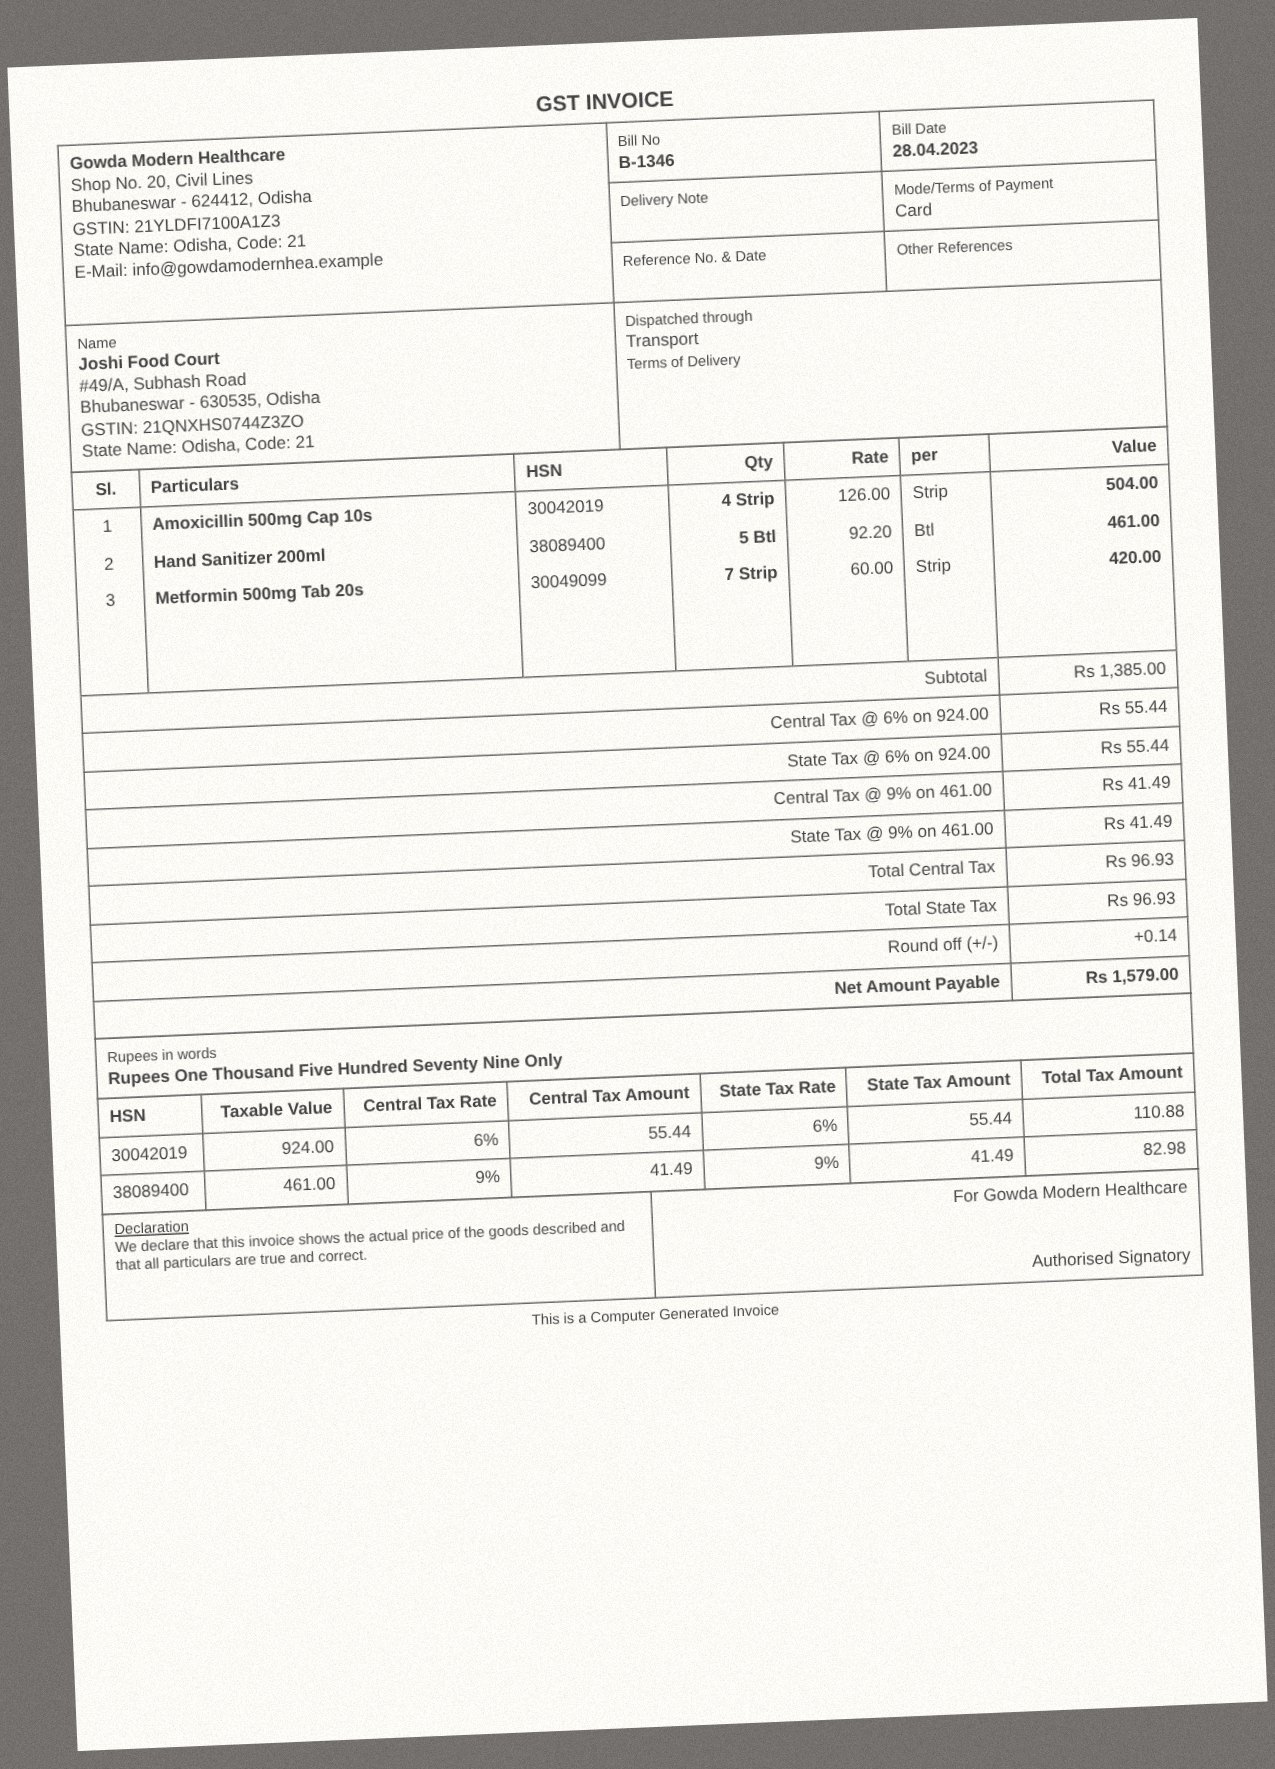 GST INVOICE
Gowda Modern Healthcare
Shop No. 20, Civil Lines
Bhubaneswar - 624412, Odisha
GSTIN: 21YLDFI7100A1Z3
State Name: Odisha, Code: 21
E-Mail: info@gowdamodernhea.example
Bill No
B-1346
Bill Date
28.04.2023
Delivery Note
Mode/Terms of Payment
Card
Reference No. & Date
Other References
Name
Joshi Food Court
#49/A, Subhash Road
Bhubaneswar - 630535, Odisha
GSTIN: 21QNXHS0744Z3ZO
State Name: Odisha, Code: 21
Dispatched through
Transport
Terms of Delivery
Sl. Particulars HSN Qty Rate per Value
1 Amoxicillin 500mg Cap 10s 30042019 4 Strip 126.00 Strip 504.00
2 Hand Sanitizer 200ml 38089400 5 Btl 92.20 Btl 461.00
3 Metformin 500mg Tab 20s 30049099 7 Strip 60.00 Strip 420.00
Subtotal Rs 1,385.00
Central Tax @ 6% on 924.00 Rs 55.44
State Tax @ 6% on 924.00 Rs 55.44
Central Tax @ 9% on 461.00 Rs 41.49
State Tax @ 9% on 461.00 Rs 41.49
Total Central Tax Rs 96.93
Total State Tax Rs 96.93
Round off (+/-) +0.14
Net Amount Payable Rs 1,579.00
Rupees in words
Rupees One Thousand Five Hundred Seventy Nine Only
HSN Taxable Value Central Tax Rate Central Tax Amount State Tax Rate State Tax Amount Total Tax Amount
30042019 924.00 6% 55.44 6% 55.44 110.88
38089400 461.00 9% 41.49 9% 41.49 82.98
Declaration
We declare that this invoice shows the actual price of the goods described and
that all particulars are true and correct.
For Gowda Modern Healthcare
Authorised Signatory
This is a Computer Generated Invoice